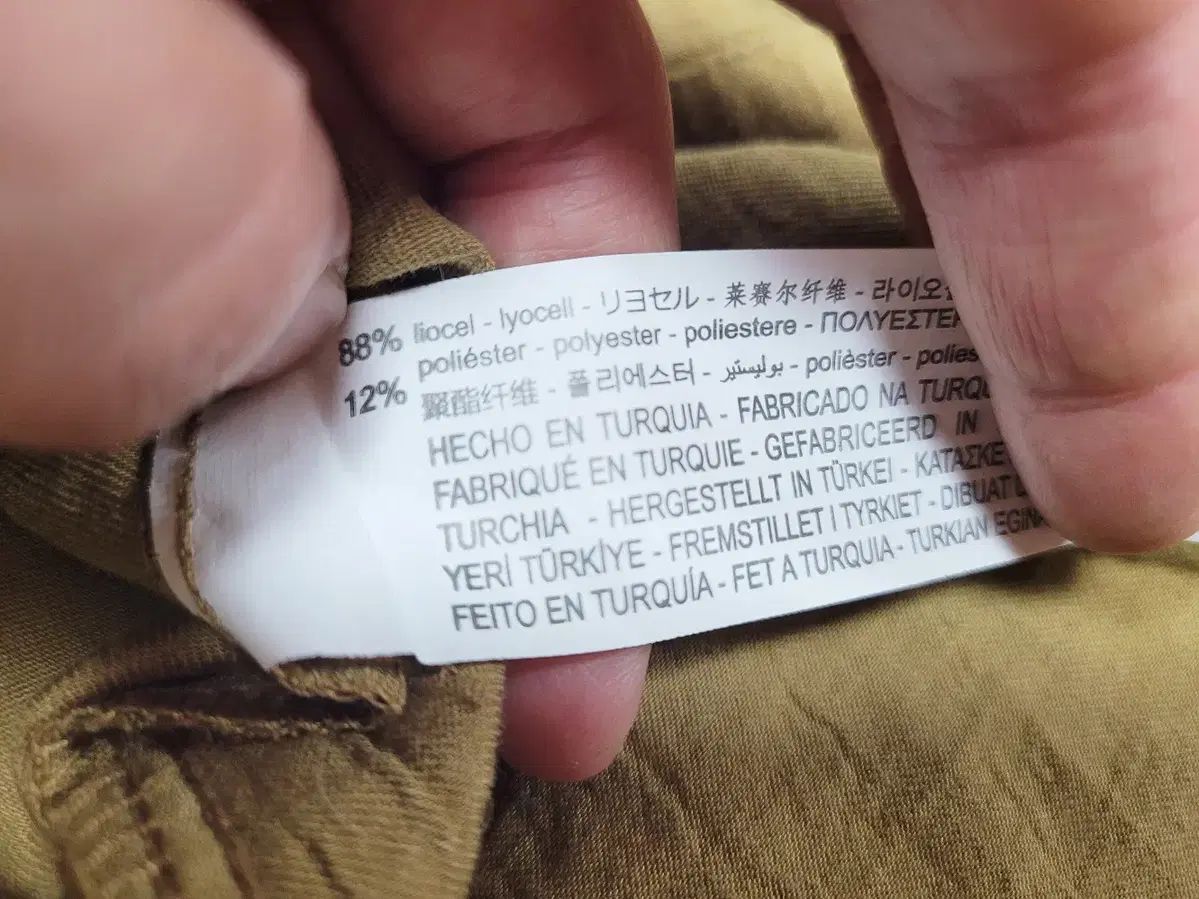 88% liocel - lyocell - リヨセル - 莱赛尔纤维 - 라이오
12% poliéster - polyester - poliestere - ΠΟΛΥΕΣΤΕΡ
聚酯纤维 - 폴리에스터 - بوليستير - polièster - polies
HECHO EN TURQUIA - FABRICADO NA TURQU
FABRIQUÉ EN TURQUIE - GEFABRICEERD IN
TURCHIA - HERGESTELLT IN TÜRKEI - ΚΑΤΑΣΚΕ
YERİ TÜRKİYE - FREMSTILLET I TYRKIET - DIBUAT
FEITO EN TURQUÍA - FET A TURQUIA - TURKIAN EGIN